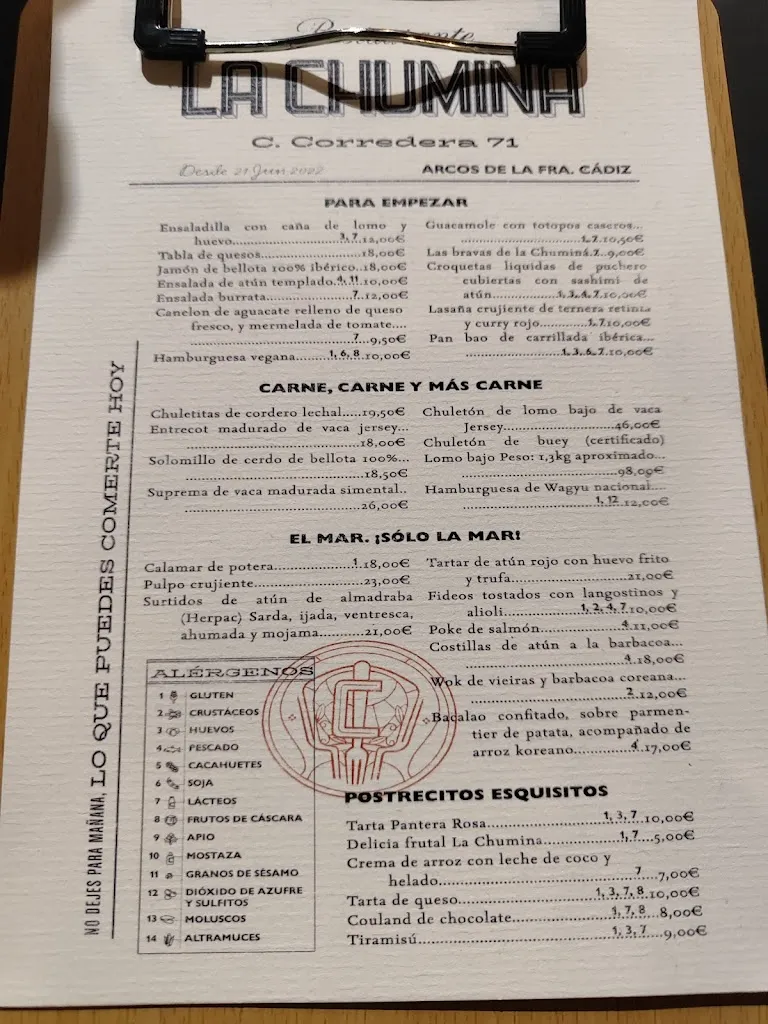 Restaurante
LA CHUMINA
C. Corredera 71
Desde 21 Jun 2022
ARCOS DE LA FRA. CÁDIZ
PARA EMPEZAR
Ensaladilla con caña de lomo y
huevo..........3, 7..12,00€
Tabla de quesos..........18,00€
Jamón de bellota 100% ibérico..18,00€
Ensalada de atún templado..4, 11..10,00€
Ensalada burrata..........7..12,00€
Canelon de aguacate relleno de queso
fresco, y mermelada de tomate....
..........7...9,50€
Hamburguesa vegana..........1, 6, 8..10,00€
Guacamole con totopos caseros...
..........1, 7..10,50€
Las bravas de la Chumina..7..9,00€
Croquetas liquidas de puchero
cubiertas con sashimi de
atún..........1, 3, 4, 7..10,00€
Lasaña crujiente de ternera retinta
y curry rojo..........1, 7..10,00€
Pan bao de carrillada ibérica...
..........1, 3, 6, 7..10,00€
CARNE, CARNE Y MÁS CARNE
Chuletitas de cordero lechal.....19,50€
Entrecot madurado de vaca jersey...
..........18,00€
Solomillo de cerdo de bellota 100%...
..........18,50€
Suprema de vaca madurada simental..
..........26,00€
Chuletón de lomo bajo de vaca
Jersey..........46,00€
Chuletón de buey (certificado)
Lomo bajo Peso: 1,3kg aproximado...
..........98,00€
Hamburguesa de Wagyu nacional....
..........1, 12..12,00€
EL MAR. ¡SÓLO LA MAR!
Calamar de potera..........1..18,00€
Pulpo crujiente..........23,00€
Surtidos de atún de almadraba
(Herpac) Sarda, ijada, ventresca,
ahumada y mojama..........21,00€
Tartar de atún rojo con huevo frito
y trufa..........21,00€
Fideos tostados con langostinos y
alioli..........1, 2, 4, 7..10,00€
Poke de salmón..........4..11,00€
Costillas de atún a la barbacoa...
..........4..18,00€
Wok de vieiras y barbacoa coreana...
..........2..12,00€
Bacalao confitado, sobre parmen-
tier de patata, acompañado de
arroz koreano..........4..17,00€
ALÉRGENOS
1 GLUTEN
2 CRUSTÁCEOS
3 HUEVOS
4 PESCADO
5 CACAHUETES
6 SOJA
7 LÁCTEOS
8 FRUTOS DE CÁSCARA
9 APIO
10 MOSTAZA
11 GRANOS DE SÉSAMO
12 DIÓXIDO DE AZUFRE
Y SULFITOS
13 MOLUSCOS
14 ALTRAMUCES
POSTRECITOS ESQUISITOS
Tarta Pantera Rosa..........1, 3, 7..10,00€
Delicia frutal La Chumina..........1, 7...5,00€
Crema de arroz con leche de coco y
helado..........7...7,00€
Tarta de queso..........1, 3, 7, 8..10,00€
Couland de chocolate..........1, 7, 8...8,00€
Tiramisú..........1, 3, 7...9,00€
NO DEJES PARA MAÑANA, LO QUE PUEDES COMERTE HOY